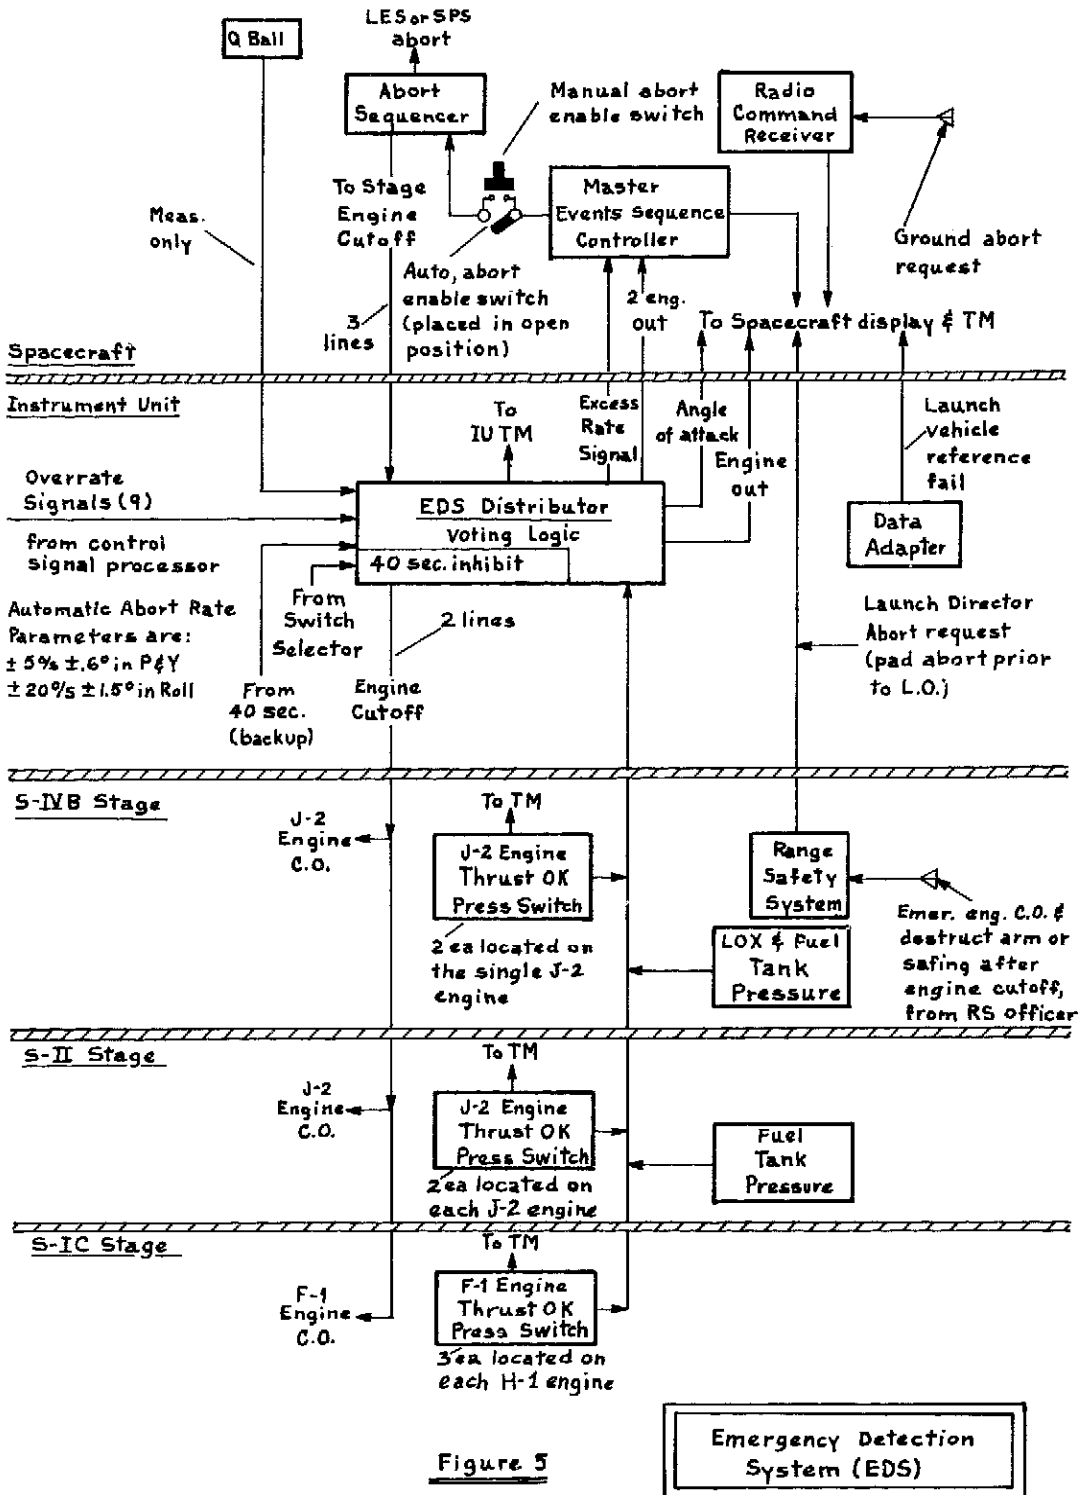 LES or SPS
abort
Q Ball
Abort
Sequencer
Manual abort
enable switch
Radio
Command
Receiver
To Stage
Engine
Cutoff
Master
Events Sequence
Controller
Meas.
only
Ground abort
request
Auto, abort
enable switch
(placed in open
position)
3
lines
2 eng.
out
To Spacecraft display & TM
Spacecraft
Instrument Unit
To
IU TM
Excess
Rate
Signal
Angle
of attack
Engine
out
Launch
vehicle
reference
fail
Overrate
Signals (9)
from control
signal processor
EDS Distributor
Voting Logic
40 sec. inhibit
Data
Adapter
Automatic Abort Rate
Parameters are:
± 5°/s ± .6° in P & Y
± 20°/s ± 1.5° in Roll
From
Switch
Selector
2 lines
Launch Director
Abort request
(pad abort prior
to L.O.)
From
40 sec.
(backup)
Engine
Cutoff
S-IVB Stage
To TM
J-2
Engine
C.O.
J-2 Engine
Thrust OK
Press Switch
Range
Safety
System
2 ea located on
the single J-2
engine
LOX & Fuel
Tank
Pressure
Emer. eng. C.O. &
destruct arm or
safing after
engine cutoff,
from RS officer
S-II Stage
To TM
J-2
Engine
C.O.
J-2 Engine
Thrust OK
Press Switch
Fuel
Tank
Pressure
2 ea located on
each J-2 engine
S-IC Stage
To TM
F-1
Engine
C.O.
F-1 Engine
Thrust OK
Press Switch
3 ea located on
each H-1 engine
Figure 5
Emergency Detection
System (EDS)